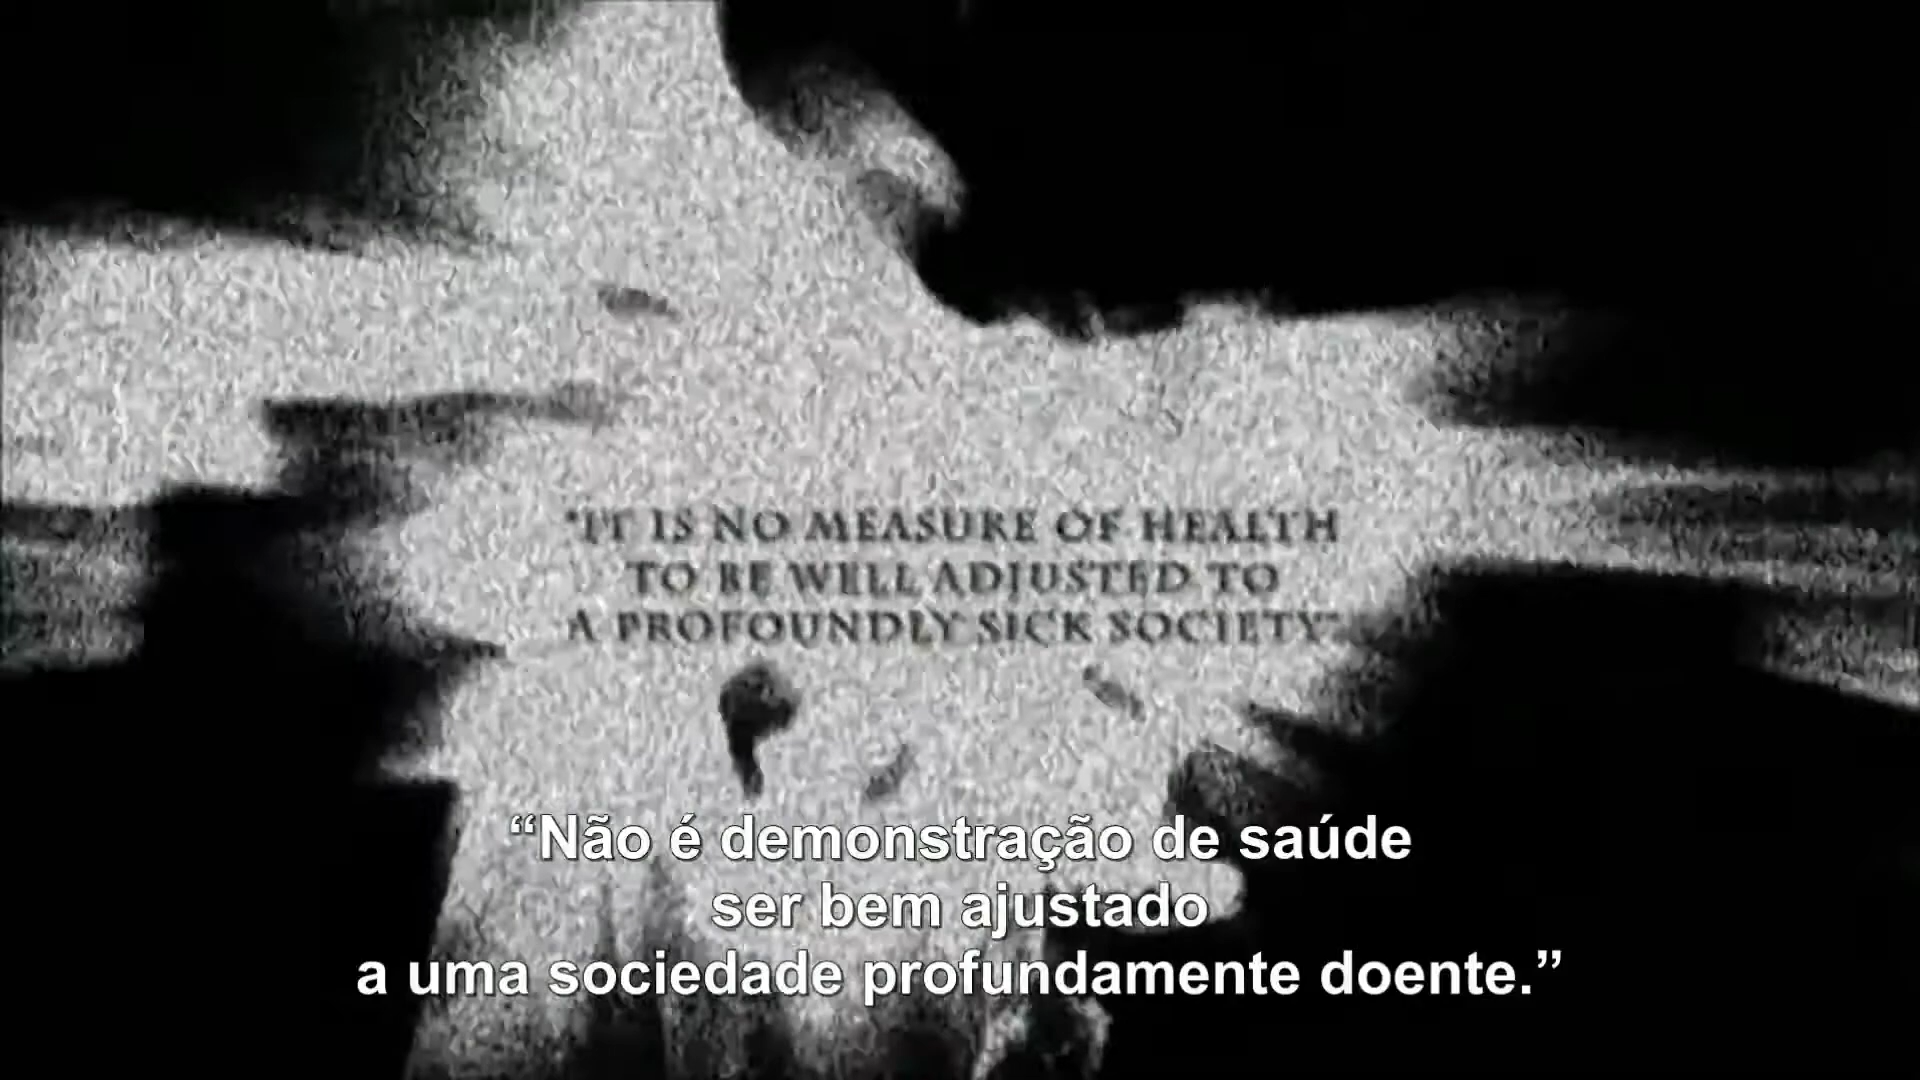 "IT IS NO MEASURE OF HEALTH
TO BE WELL ADJUSTED TO
A PROFOUNDLY SICK SOCIETY"
“Não é demonstração de saúde
ser bem ajustado
a uma sociedade profundamente doente.”